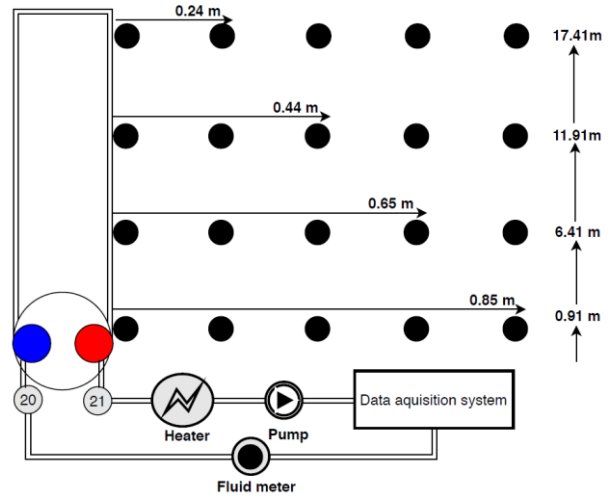 0.24 m
17.41m
0.44 m
11.91m
0.65 m
6.41 m
0.85 m
0.91 m
20
21
Data aquisition system
Heater
Pump
Fluid meter